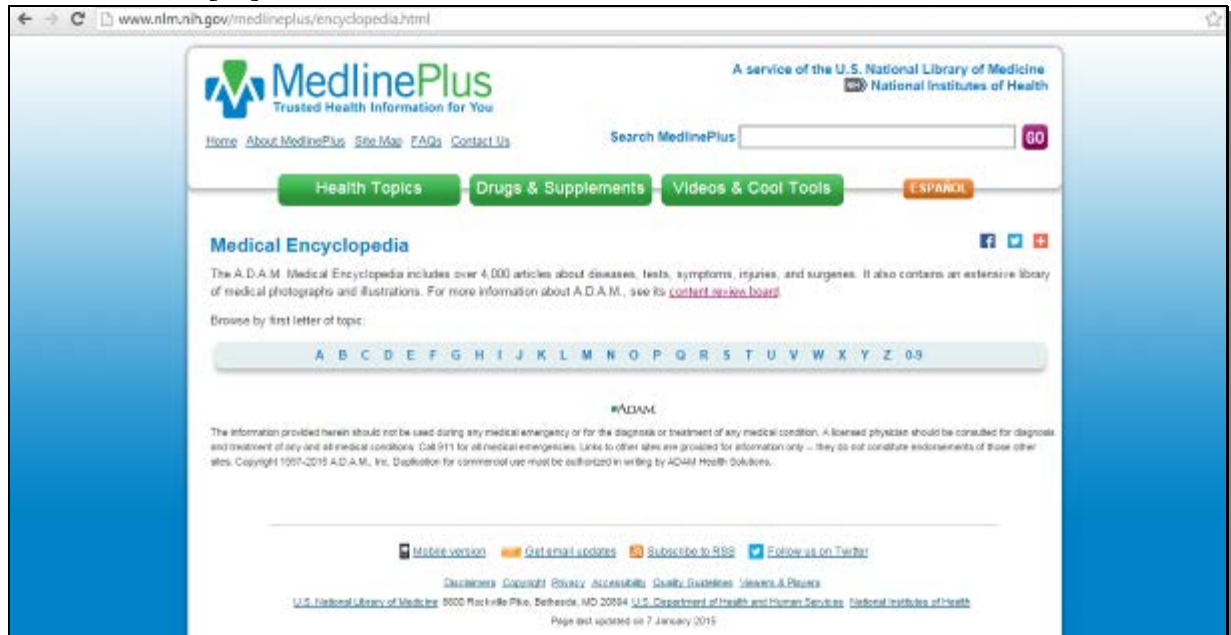 www.nlm.nih.gov/medlineplus/encyclopedia.html
MedlinePlus
Trusted Health Information for You
A service of the U.S. National Library of Medicine
NIH National Institutes of Health
Home About MedlinePlus Site Map FAQs Contact Us
Search MedlinePlus GO
Health Topics Drugs & Supplements Videos & Cool Tools ESPAÑOL
Medical Encyclopedia
The A.D.A.M. Medical Encyclopedia includes over 4,000 articles about diseases, tests, symptoms, injuries, and surgeries. It also contains an extensive library
of medical photographs and illustrations. For more information about A.D.A.M., see its content review board.
Browse by first letter of topic:
A B C D E F G H I J K L M N O P Q R S T U V W X Y Z 0-9
ADAM
The information provided herein should not be used during any medical emergency or for the diagnosis or treatment of any medical condition. A licensed physician should be consulted for diagnosis
and treatment of any and all medical conditions. Call 911 for all medical emergencies. Links to other sites are provided for information only -- they do not constitute endorsements of those other
sites. Copyright 1997-2015 A.D.A.M., Inc. Duplication for commercial use must be authorized in writing by ADAM Health Solutions.
Mobile version Get email updates Subscribe to RSS Follow us on Twitter
Disclaimers Copyright Privacy Accessibility Quality Guidelines Viewers & Players
U.S. National Library of Medicine 8600 Rockville Pike, Bethesda, MD 20894 U.S. Department of Health and Human Services National Institutes of Health
Page last updated on 7 January 2015